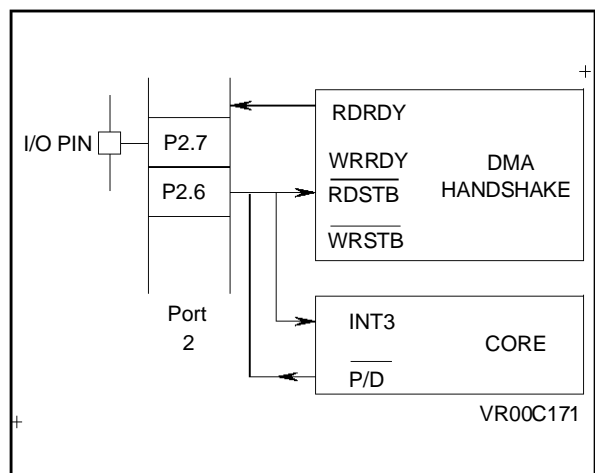 RDRDY
I/O PIN
P2.7
WRRDY
DMA
HANDSHAKE
P2.6
RDSTB
WRSTB
Port
2
INT3
CORE
P/D
VR00C171